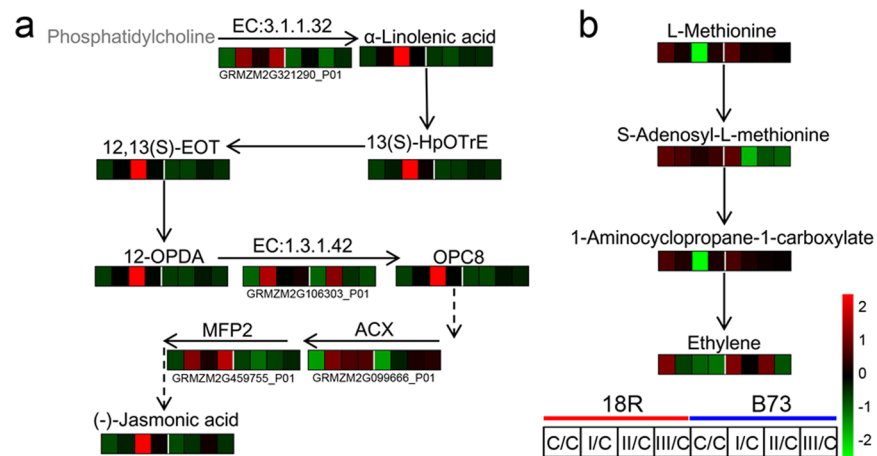 a
Phosphatidylcholine
EC:3.1.1.32
α-Linolenic acid
GRMZM2G321290_P01
12,13(S)-EOT
13(S)-HpOTrE
12-OPDA
EC:1.3.1.42
OPC8
GRMZM2G106303_P01
MFP2
ACX
GRMZM2G459755_P01
GRMZM2G099666_P01
(-)-Jasmonic acid
b
L-Methionine
S-Adenosyl-L-methionine
1-Aminocyclopropane-1-carboxylate
Ethylene
2
1
0
-1
-2
18R
B73
C/C I/C II/C III/C C/C I/C II/C III/C